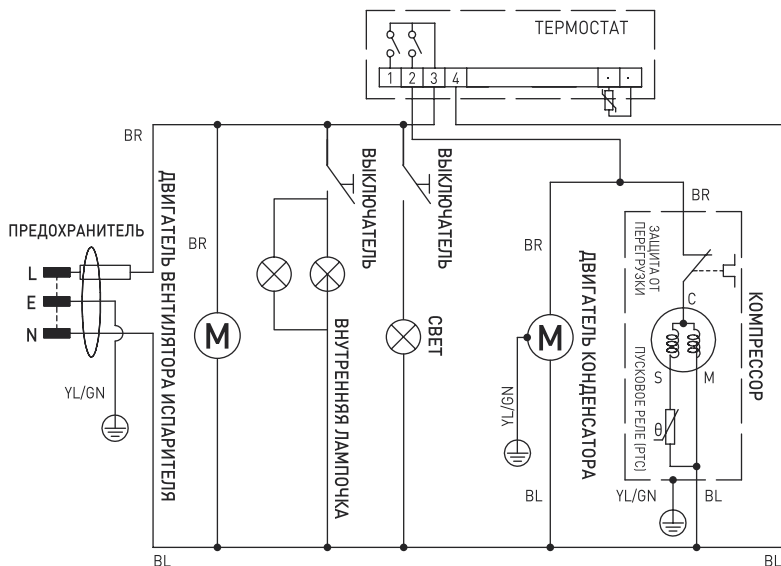 ТЕРМОСТАТ
1 2 3 4
BR
ПРЕДОХРАНИТЕЛЬ
L
E
N
YL/GN
ДВИГАТЕЛЬ ВЕНТИЛЯТОРА ИСПАРИТЕЛЯ
BR
M
ВЫКЛЮЧАТЕЛЬ
ВНУТРЕННЯЯ ЛАМПОЧКА
ВЫКЛЮЧАТЕЛЬ
СВЕТ
BR
M
YL/GN
ДВИГАТЕЛЬ КОНДЕНСАТОРА
BL
BR
ЗАЩИТА ОТ
ПЕРЕГРУЗКИ
C
S
M
ПУСКОВОЕ РЕЛЕ (PTC)
θ
КОМПРЕССОР
YL/GN
BL
BL
BL